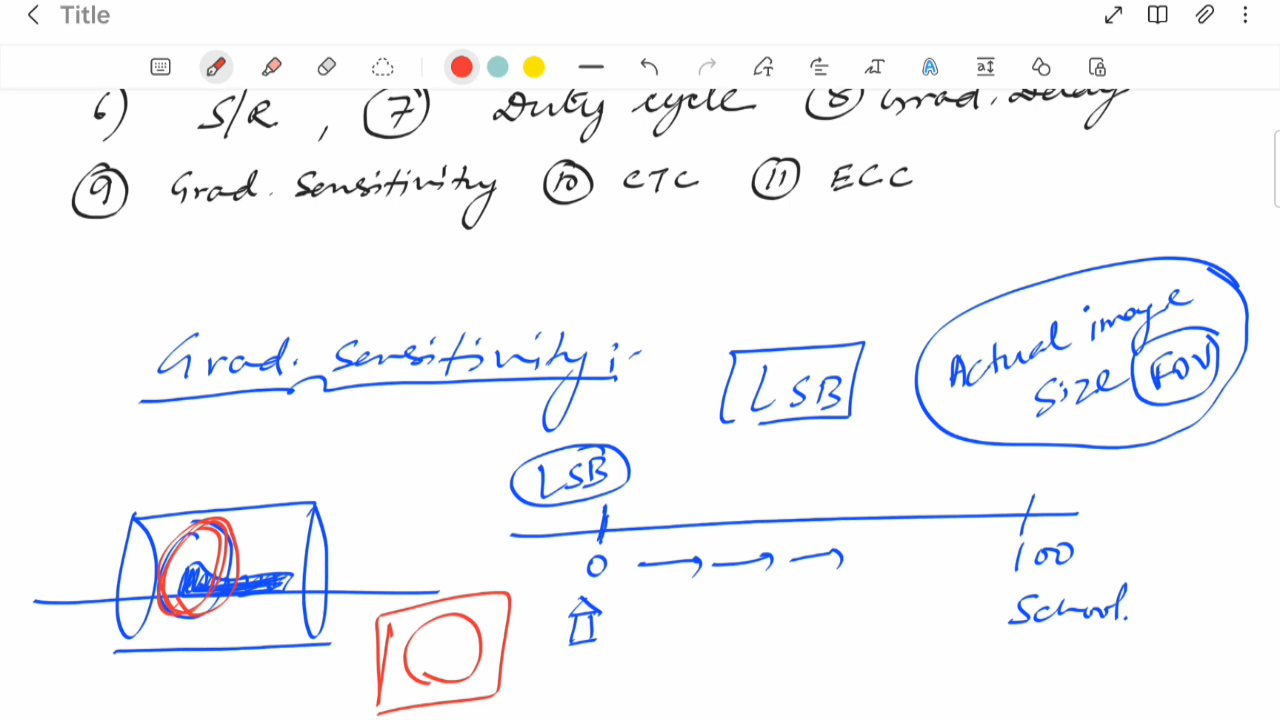 Title
6) S/R , (7) Duty cycle (8) Grad. Delay
(9) Grad. Sensitivity (10) CTC (11) ECC
Grad. Sensitivity :-
LSB
Actual image
Size FOV
LSB
0 100
School.